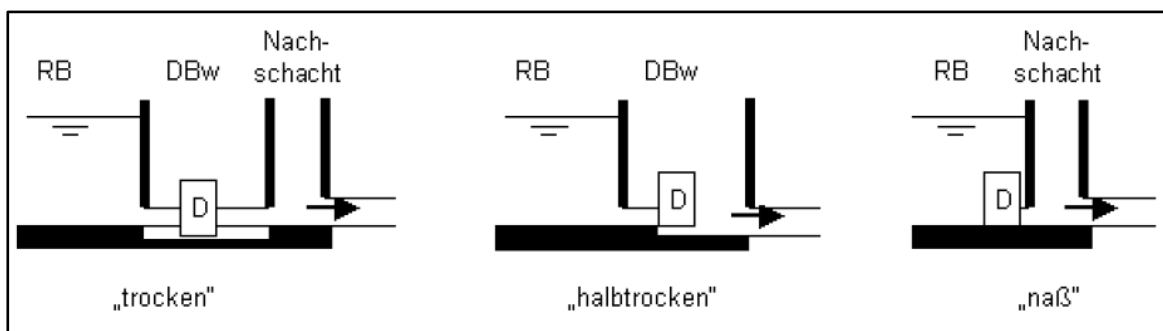 RB
DBw
Nach-
schacht
D
„trocken"
RB
DBw
D
„halbtrocken"
RB
Nach-
schacht
D
„naß"